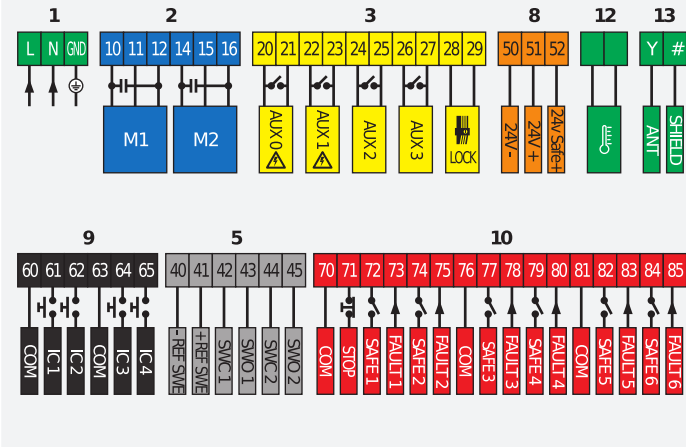 1 2 3 8 12 13
L N GND 10 11 12 14 15 16 20 21 22 23 24 25 26 27 28 29 50 51 52 Y #
M1 M2 AUX 0 AUX 1 AUX 2 AUX 3 LOCK 24V - 24V + 24v Safe+ ANT SHIELD
9 5 10
60 61 62 63 64 65 40 41 42 43 44 45 70 71 72 73 74 75 76 77 78 79 80 81 82 83 84 85
COM IC 1 IC 2 COM IC 3 IC 4 - REF SWE + REF SWE SWC 1 SWO 1 SWC 2 SWO 2 COM STOP SAFE 1 FAULT 1 SAFE 2 FAULT 2 COM SAFE 3 FAULT 3 SAFE 4 FAULT 4 COM SAFE 5 FAULT 5 SAFE 6 FAULT 6